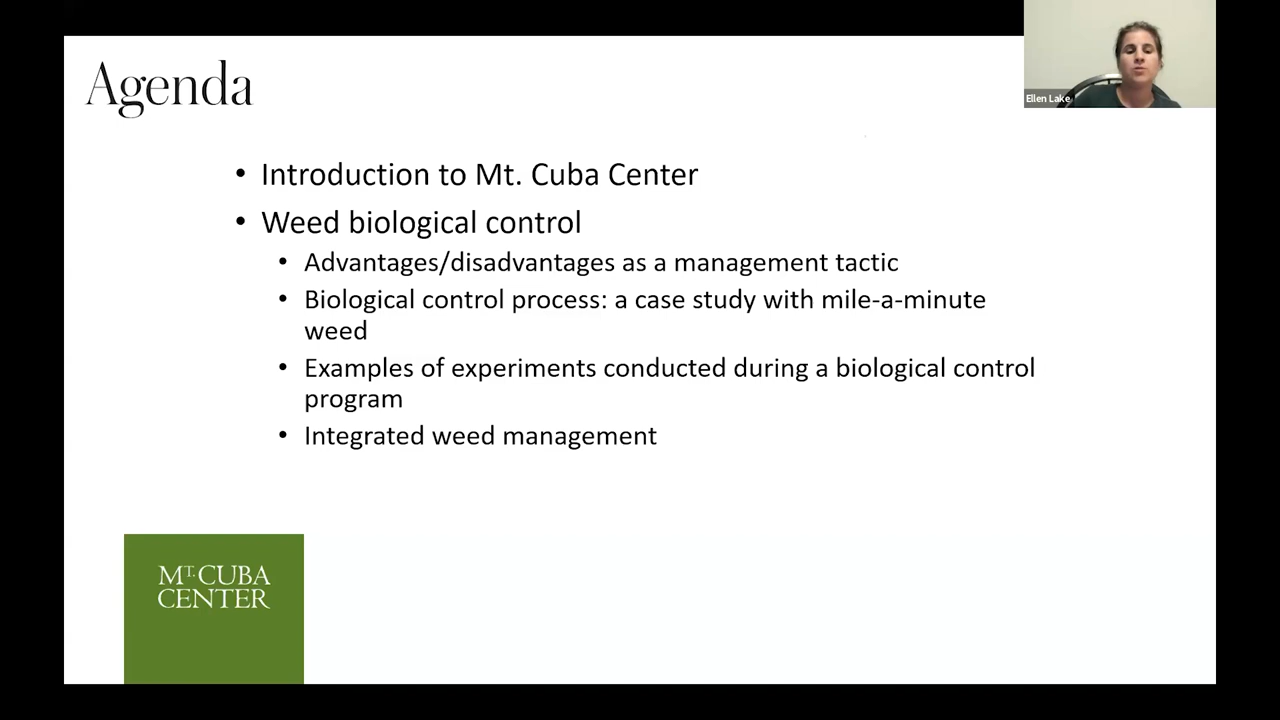 Agenda
Ellen Lake
• Introduction to Mt. Cuba Center
• Weed biological control
• Advantages/disadvantages as a management tactic
• Biological control process: a case study with mile-a-minute
weed
• Examples of experiments conducted during a biological control
program
• Integrated weed management
MT. CUBA
CENTER